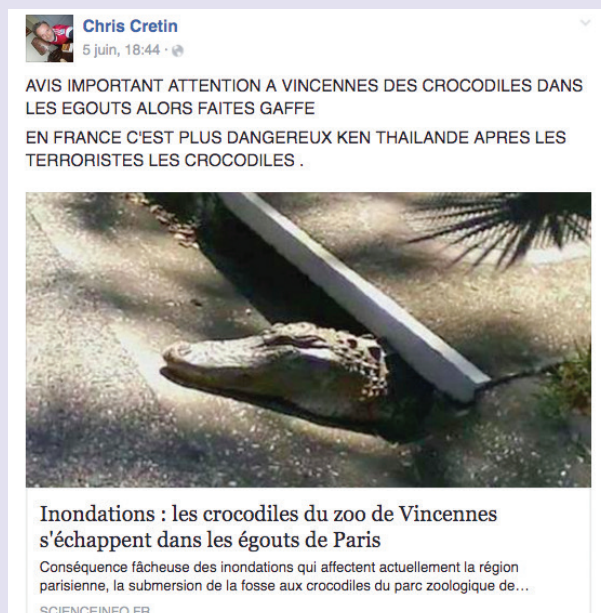 Chris Cretin
5 juin, 18:44 ·
AVIS IMPORTANT ATTENTION A VINCENNES DES CROCODILES DANS
LES EGOUTS ALORS FAITES GAFFE
EN FRANCE C'EST PLUS DANGEREUX KEN THAILANDE APRES LES
TERRORISTES LES CROCODILES .
Inondations : les crocodiles du zoo de Vincennes
s'échappent dans les égouts de Paris
Conséquence fâcheuse des inondations qui affectent actuellement la région
parisienne, la submersion de la fosse aux crocodiles du parc zoologique de...
SCIENCEINFO.FR